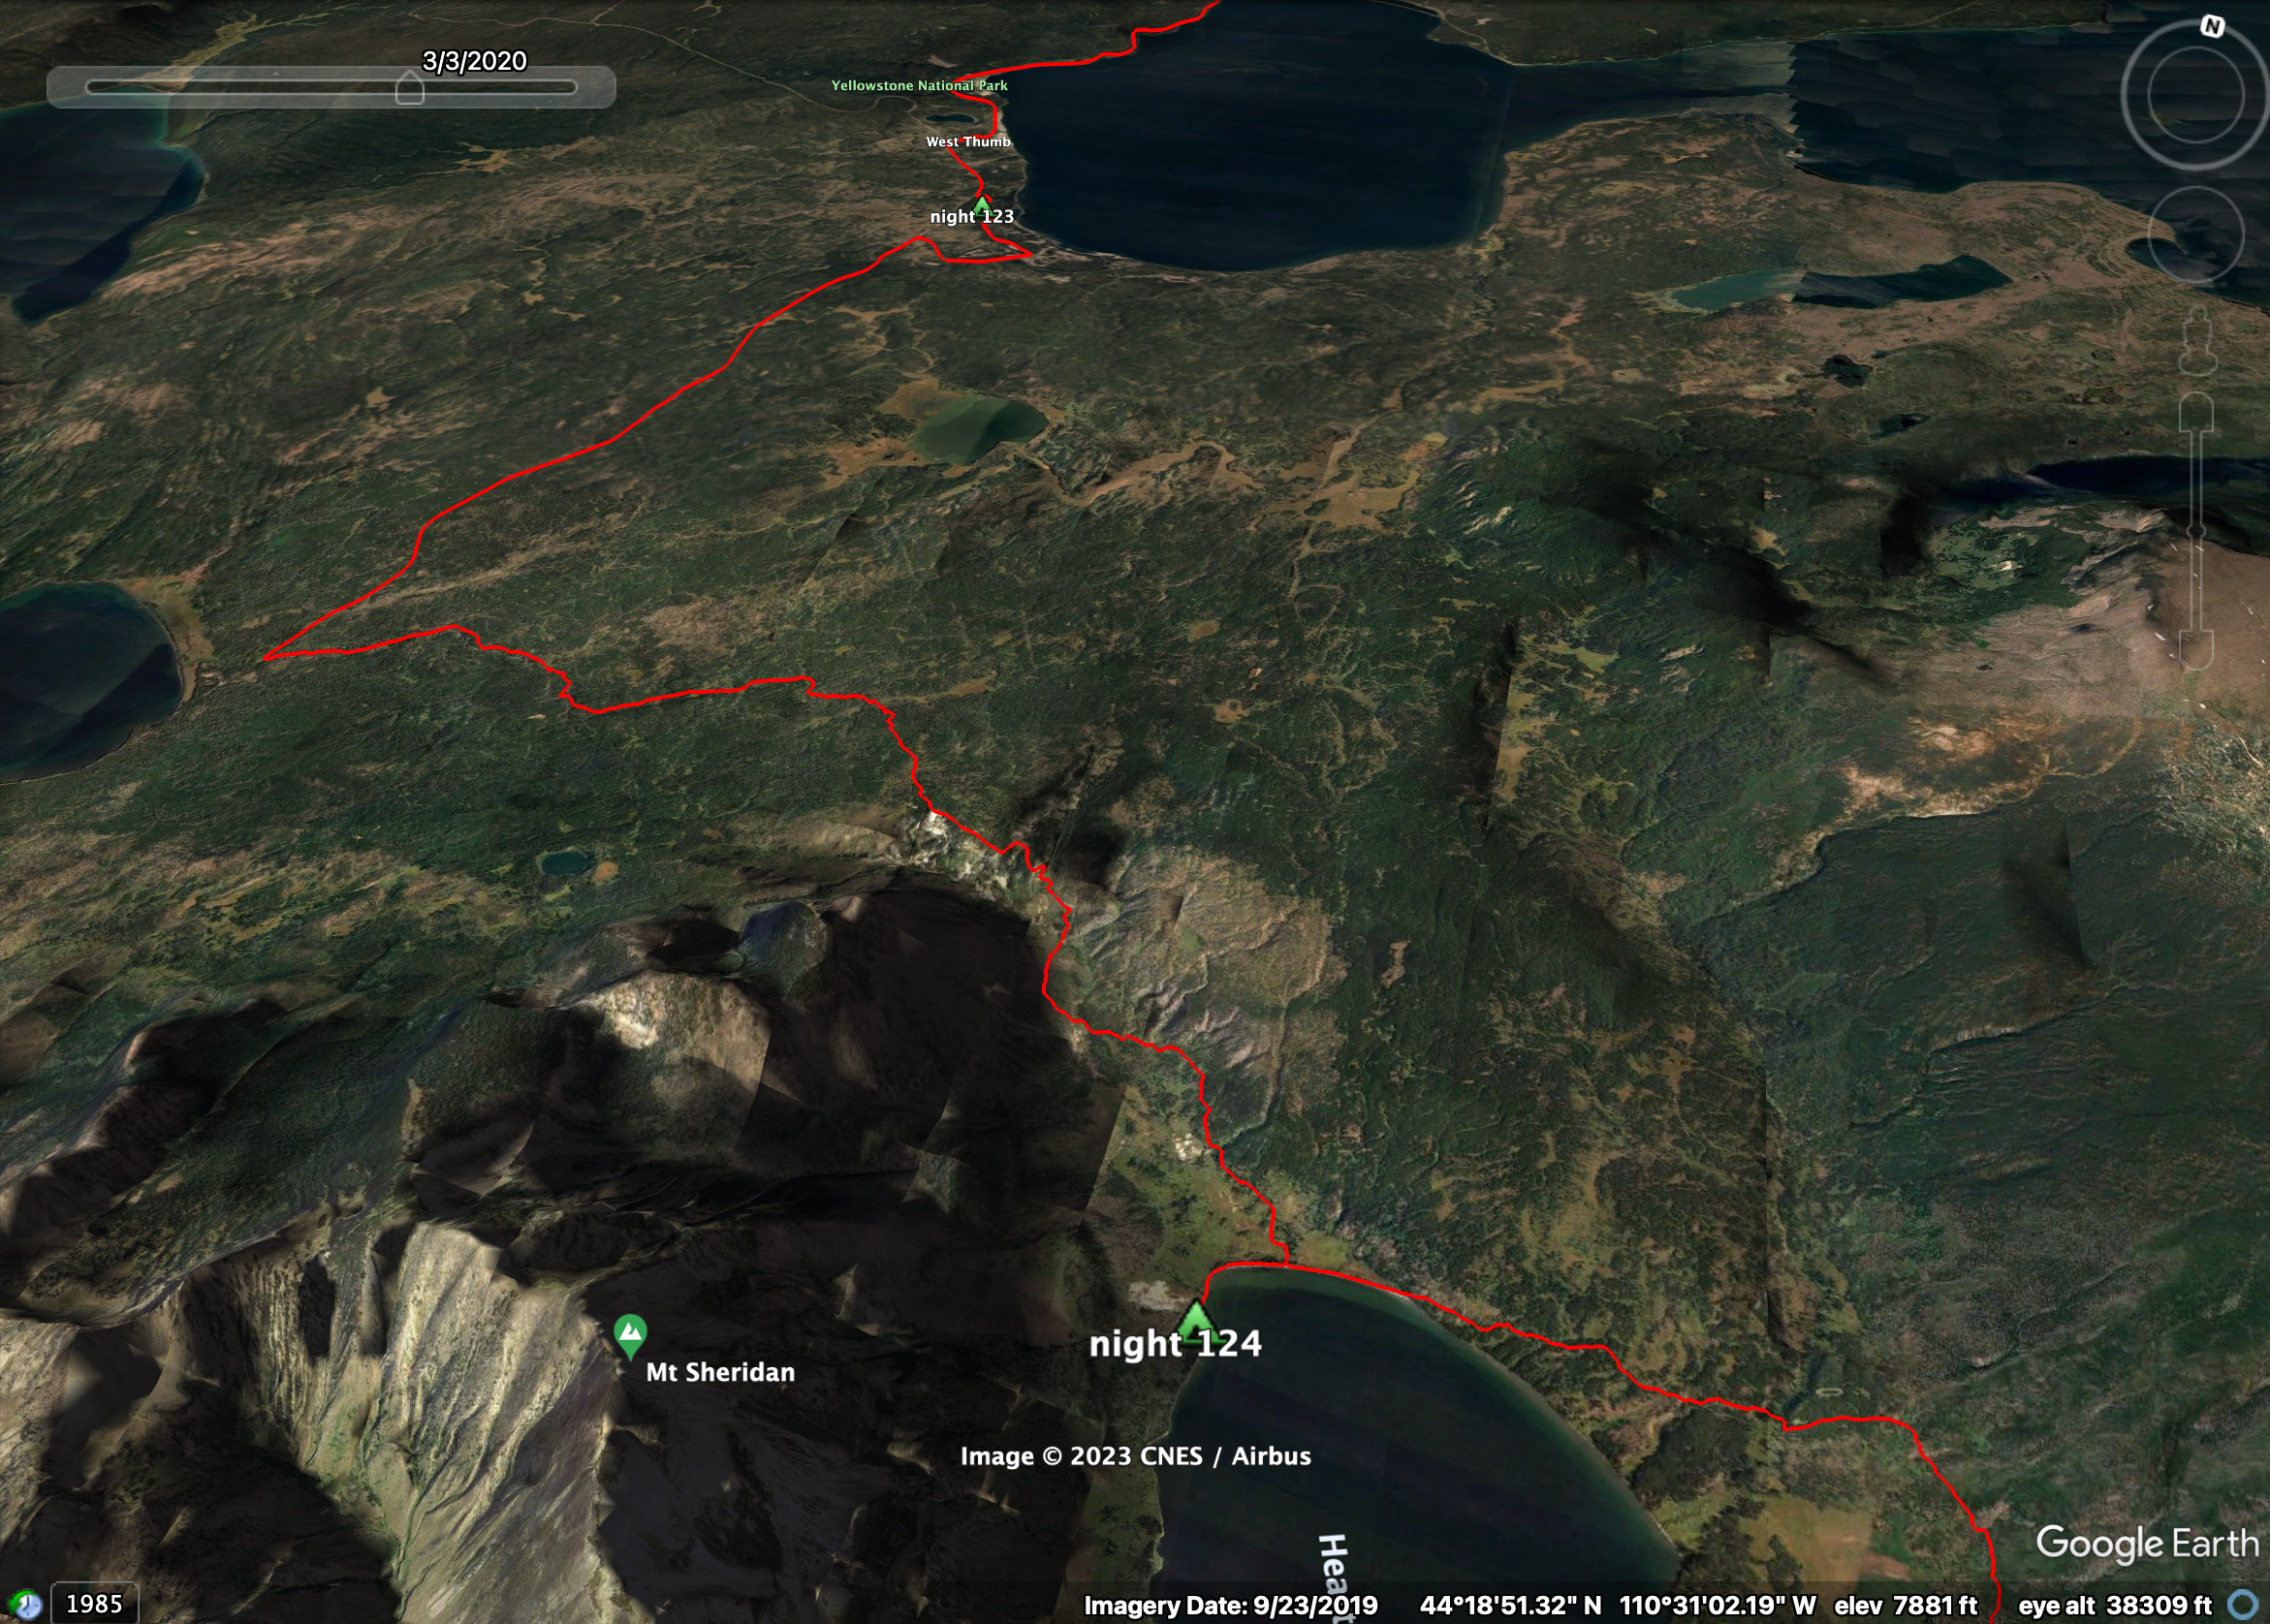 3/3/2020
N
Yellowstone National Park
West Thumb
night 123
night 124
Mt Sheridan
Image © 2023 CNES / Airbus
Heart
Google Earth
1985
Imagery Date: 9/23/2019 44°18'51.32" N 110°31'02.19" W elev 7881 ft eye alt 38309 ft